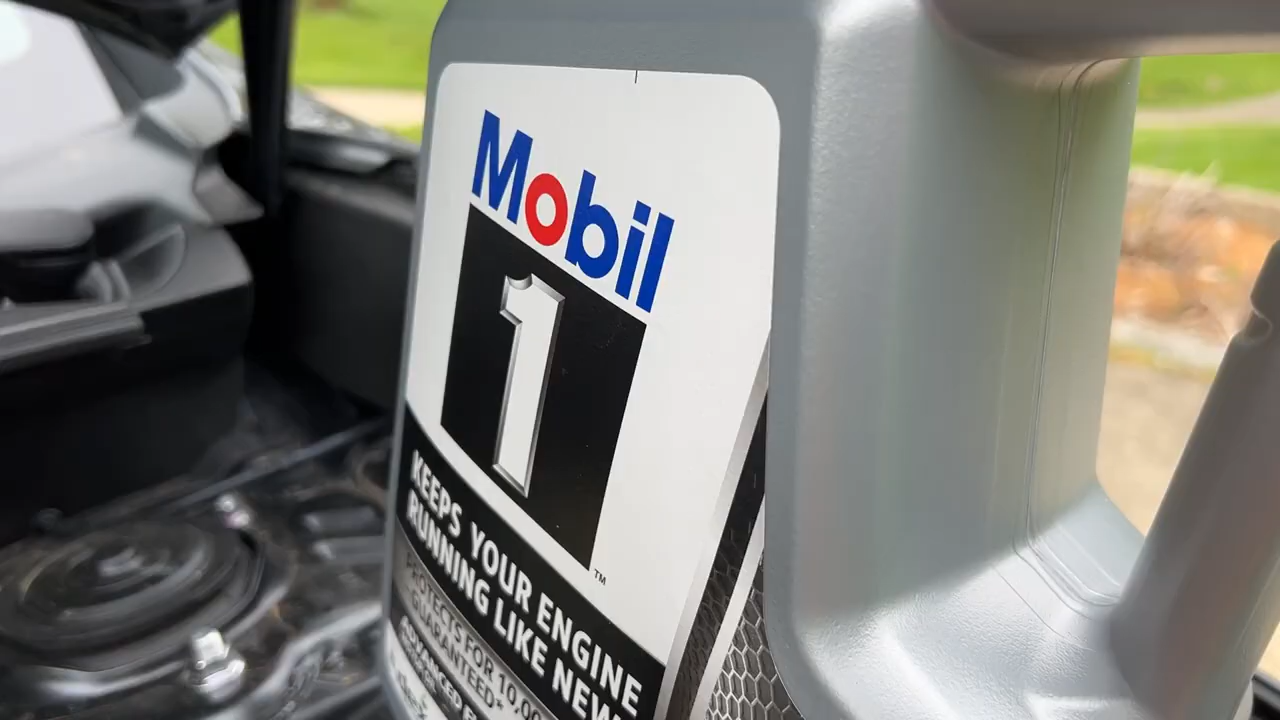 Mobil
1
™
KEEPS YOUR ENGINE
RUNNING LIKE NEW
PROTECTS FOR 10,00
GUARANTEED*
ADVANCED